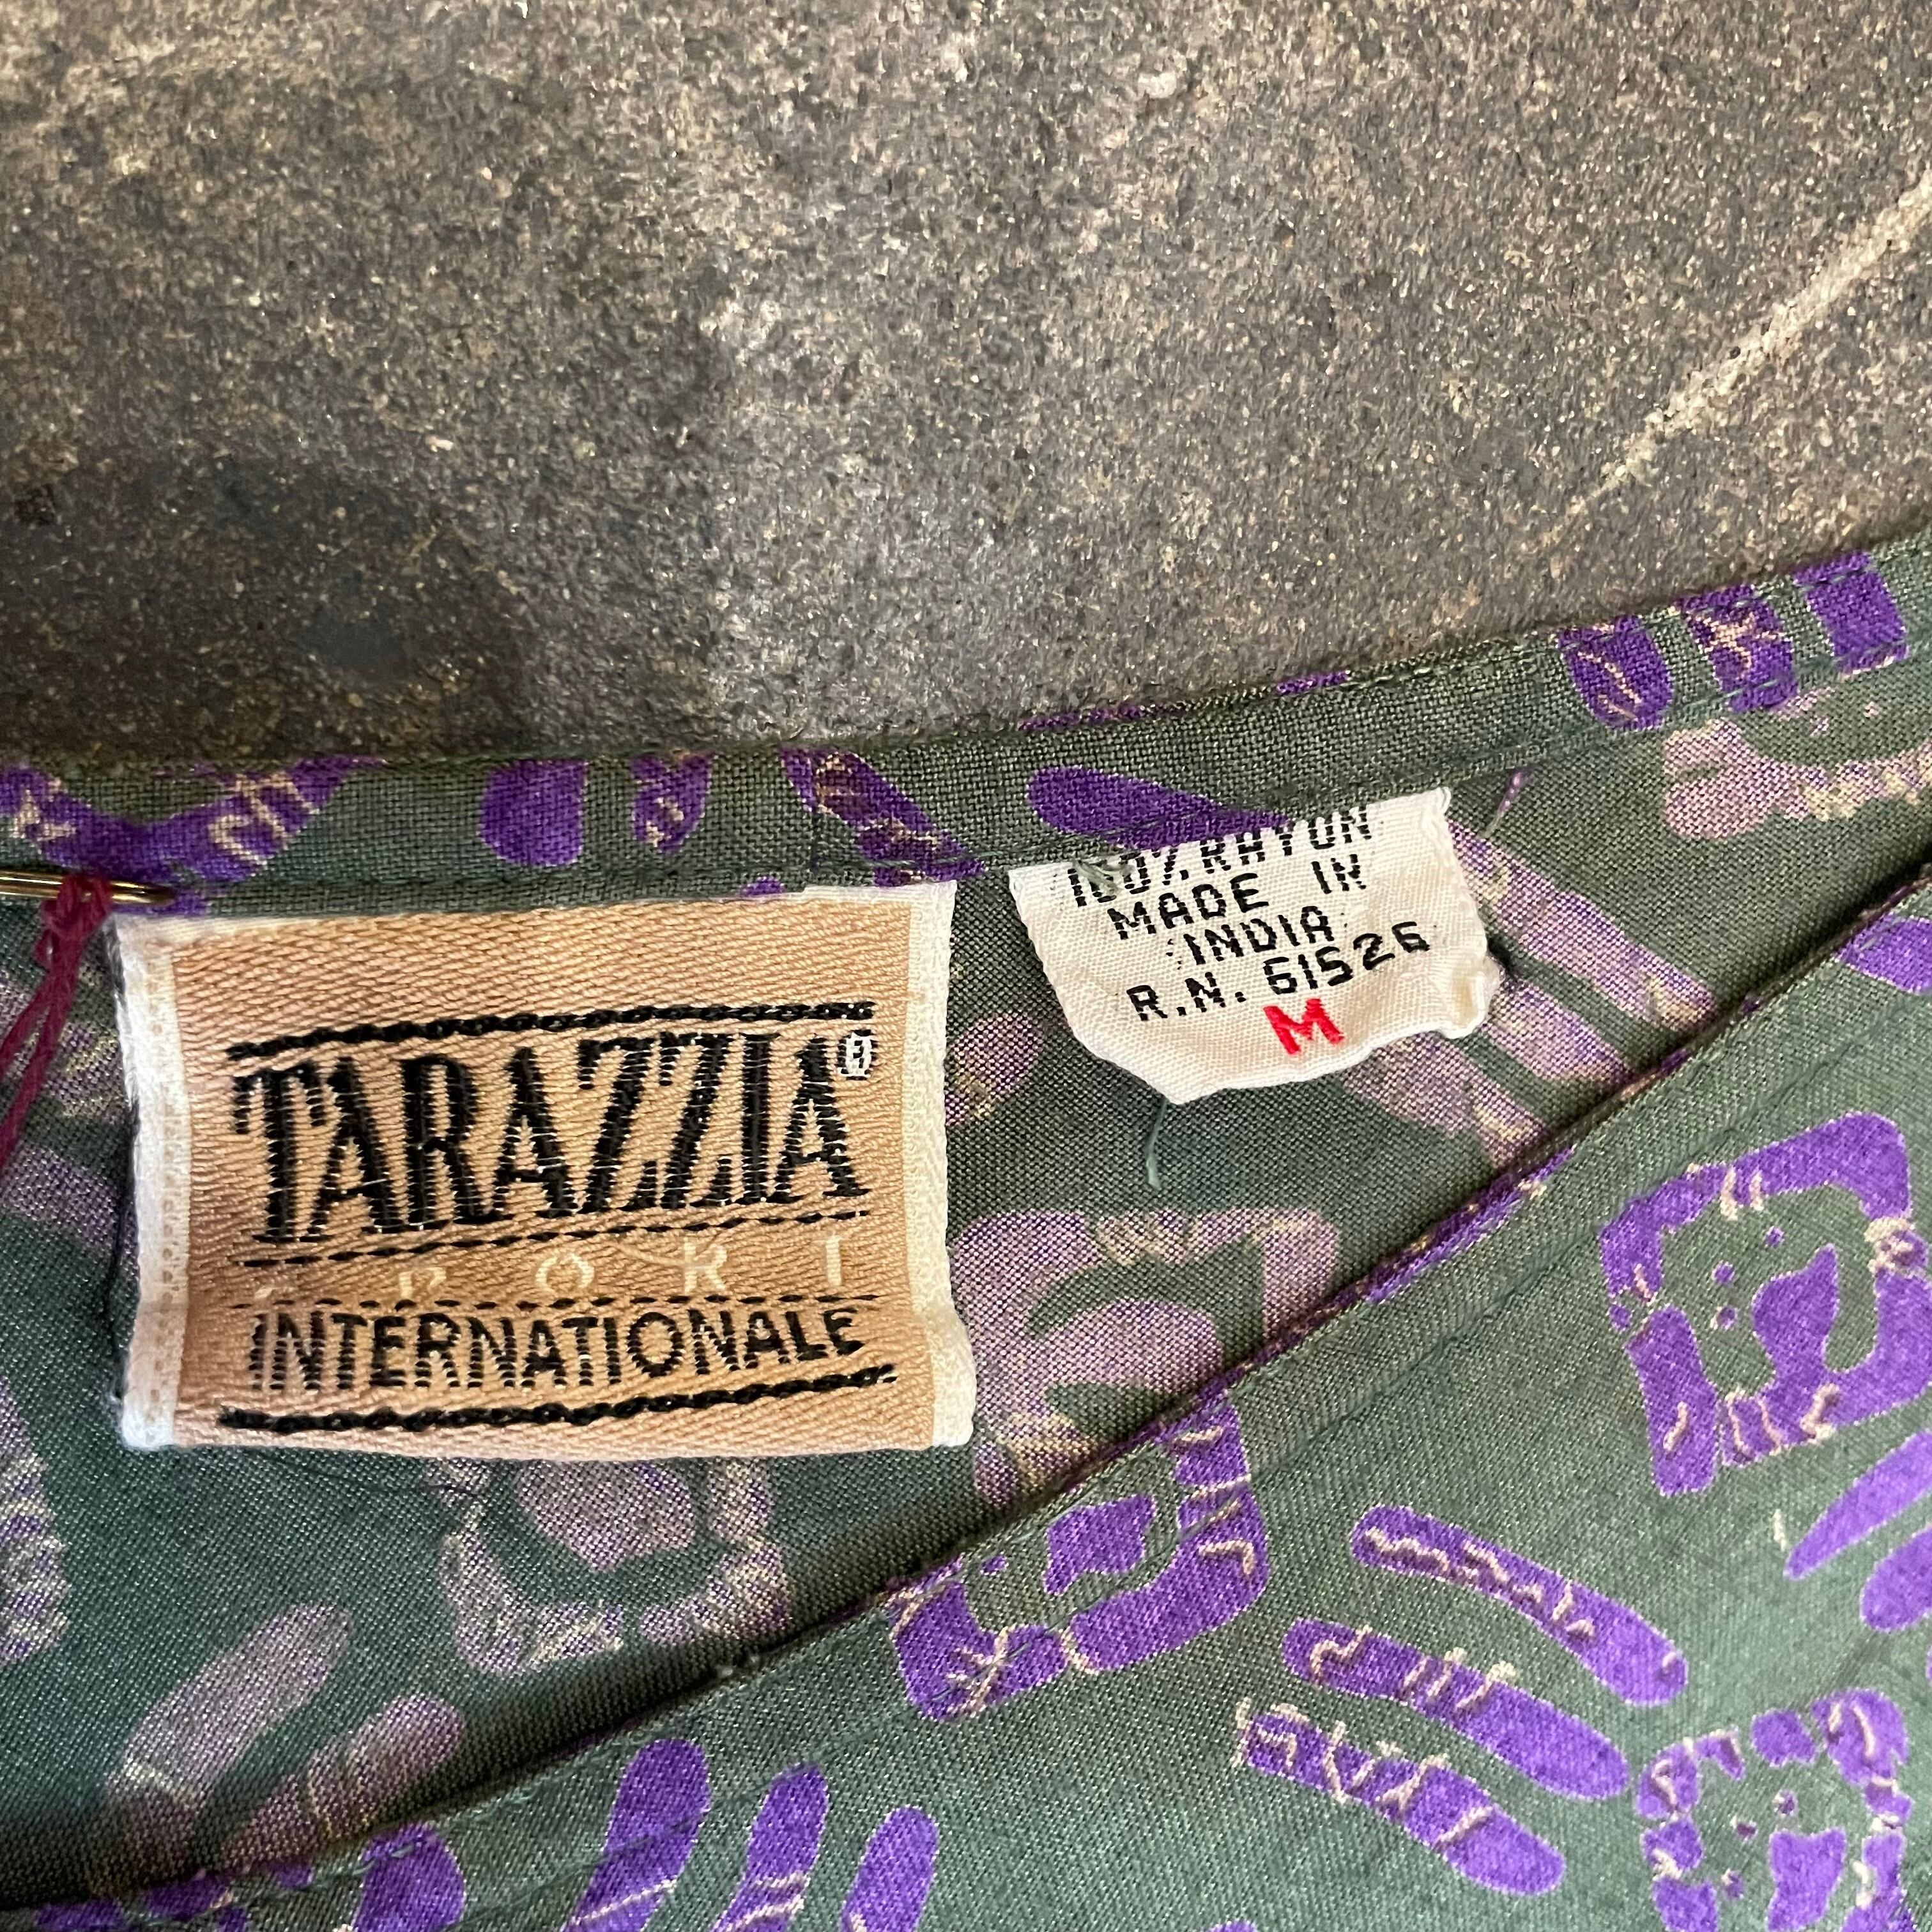 TARAZZIA®
SPORT
INTERNATIONALE
100% RAYON
MADE IN
INDIA
R.N. 61526
M